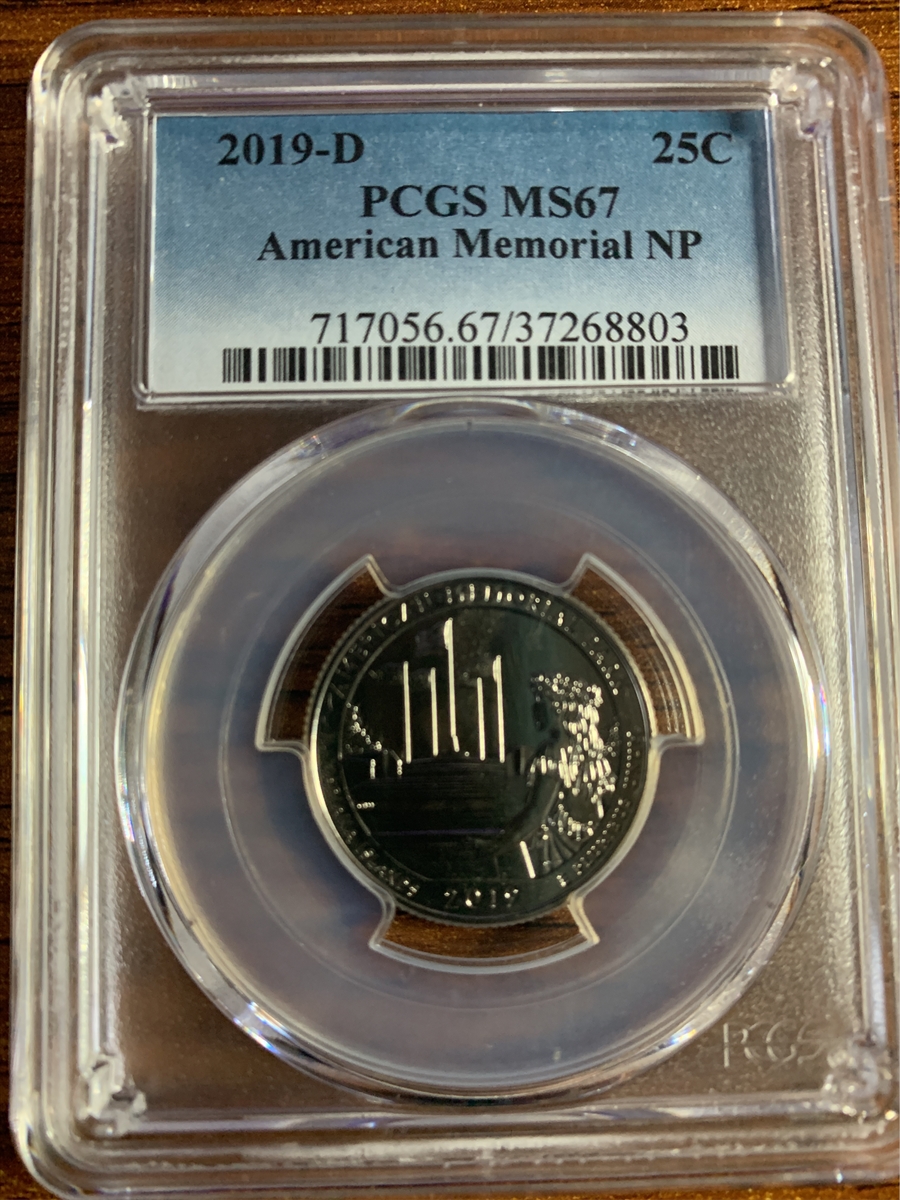 2019-D 25C
PCGS MS67
American Memorial NP
717056.67/37268803
2019
PCGS